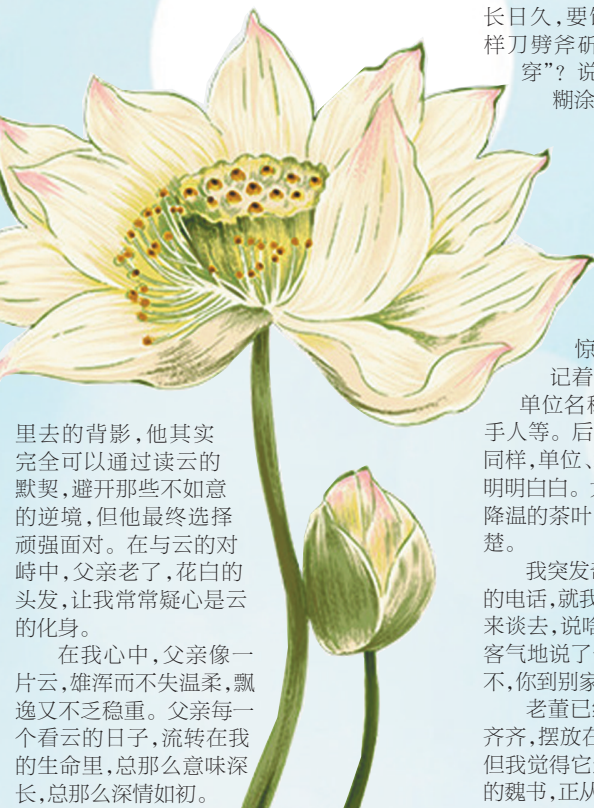 里去的背影，他其实
完全可以通过读云的
默契，避开那些不如意
的逆境，但他最终选择
顽强面对。在与云的对
峙中，父亲老了，花白的
头发，让我常常疑心是云
的化身。
在我心中，父亲像一
片云，雄浑而不失温柔，飘
逸又不乏稳重。父亲每一
个看云的日子，流转在我
的生命里，总那么意味深
长，总那么深情如初。
长日久，要
样刀劈斧
穿”？说
糊涂
惊
记着
单位名
手人等。后
同样，单位、
明明白白。
降温的茶叶
楚。
我突发
的电话，就我
来谈去，说
客气地说了
不，你到别家
老董已
齐齐，摆放在
但我觉得它
的魏书，正从